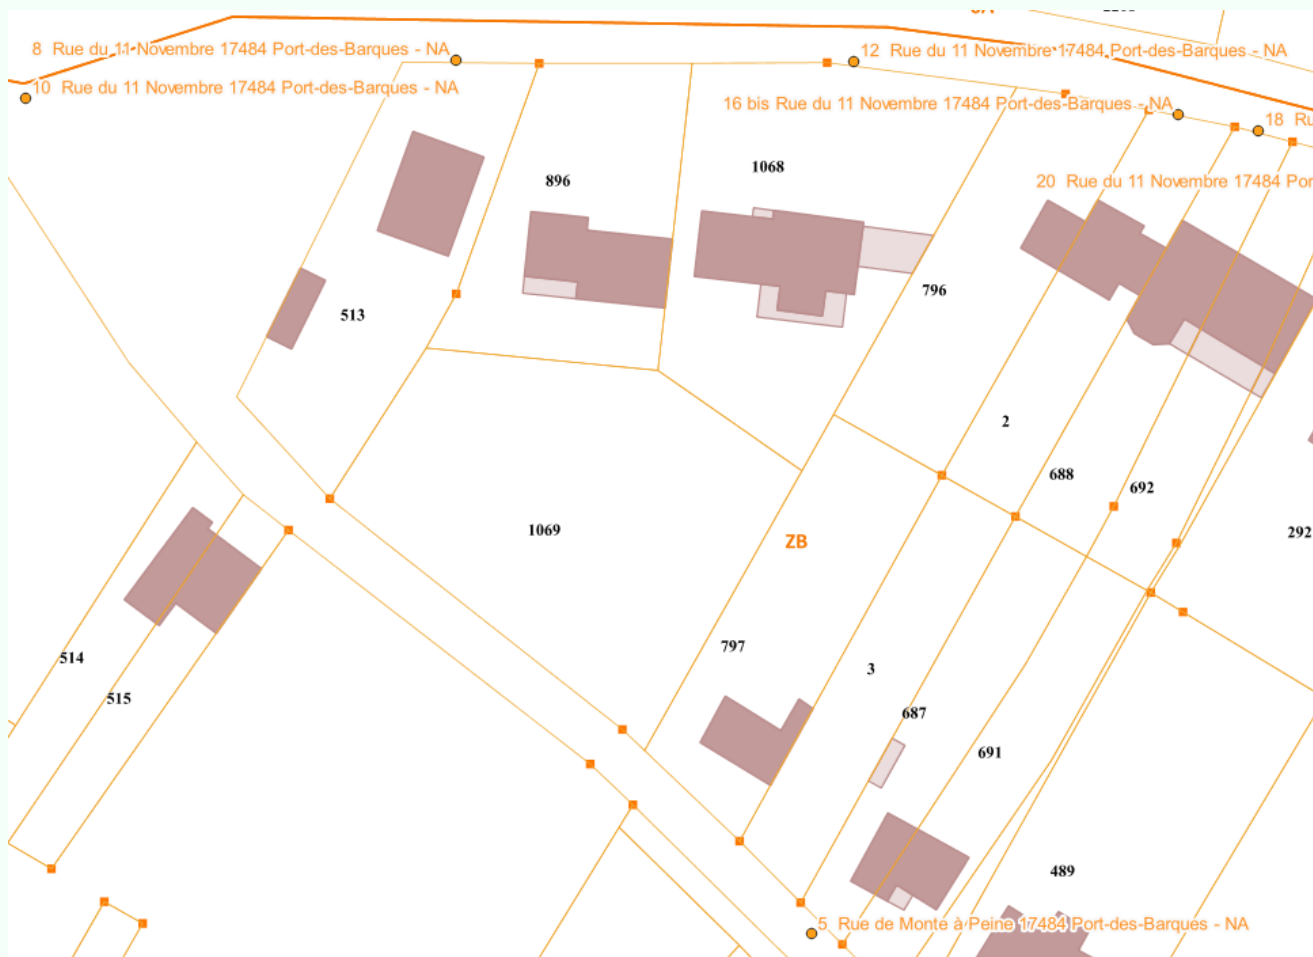 8 Rue du 11 Novembre 17484 Port-des-Barques - NA
12 Rue du 11 Novembre 17484 Port-des-Barques - NA
10 Rue du 11 Novembre 17484 Port-des-Barques - NA
16 bis Rue du 11 Novembre 17484 Port-des-Barques - NA
18 Ru
896
1068
20 Rue du 11 Novembre 17484 Por
796
513
2
688
692
1069
292
ZB
797
514
3
515
687
691
489
5 Rue de Monte à Peine 17484 Port-des-Barques - NA